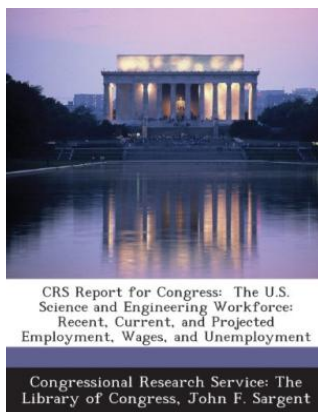 CRS Report for Congress: The U.S.
Science and Engineering Workforce:
Recent, Current, and Projected
Employment, Wages, and Unemployment
Congressional Research Service: The
Library of Congress, John F. Sargent